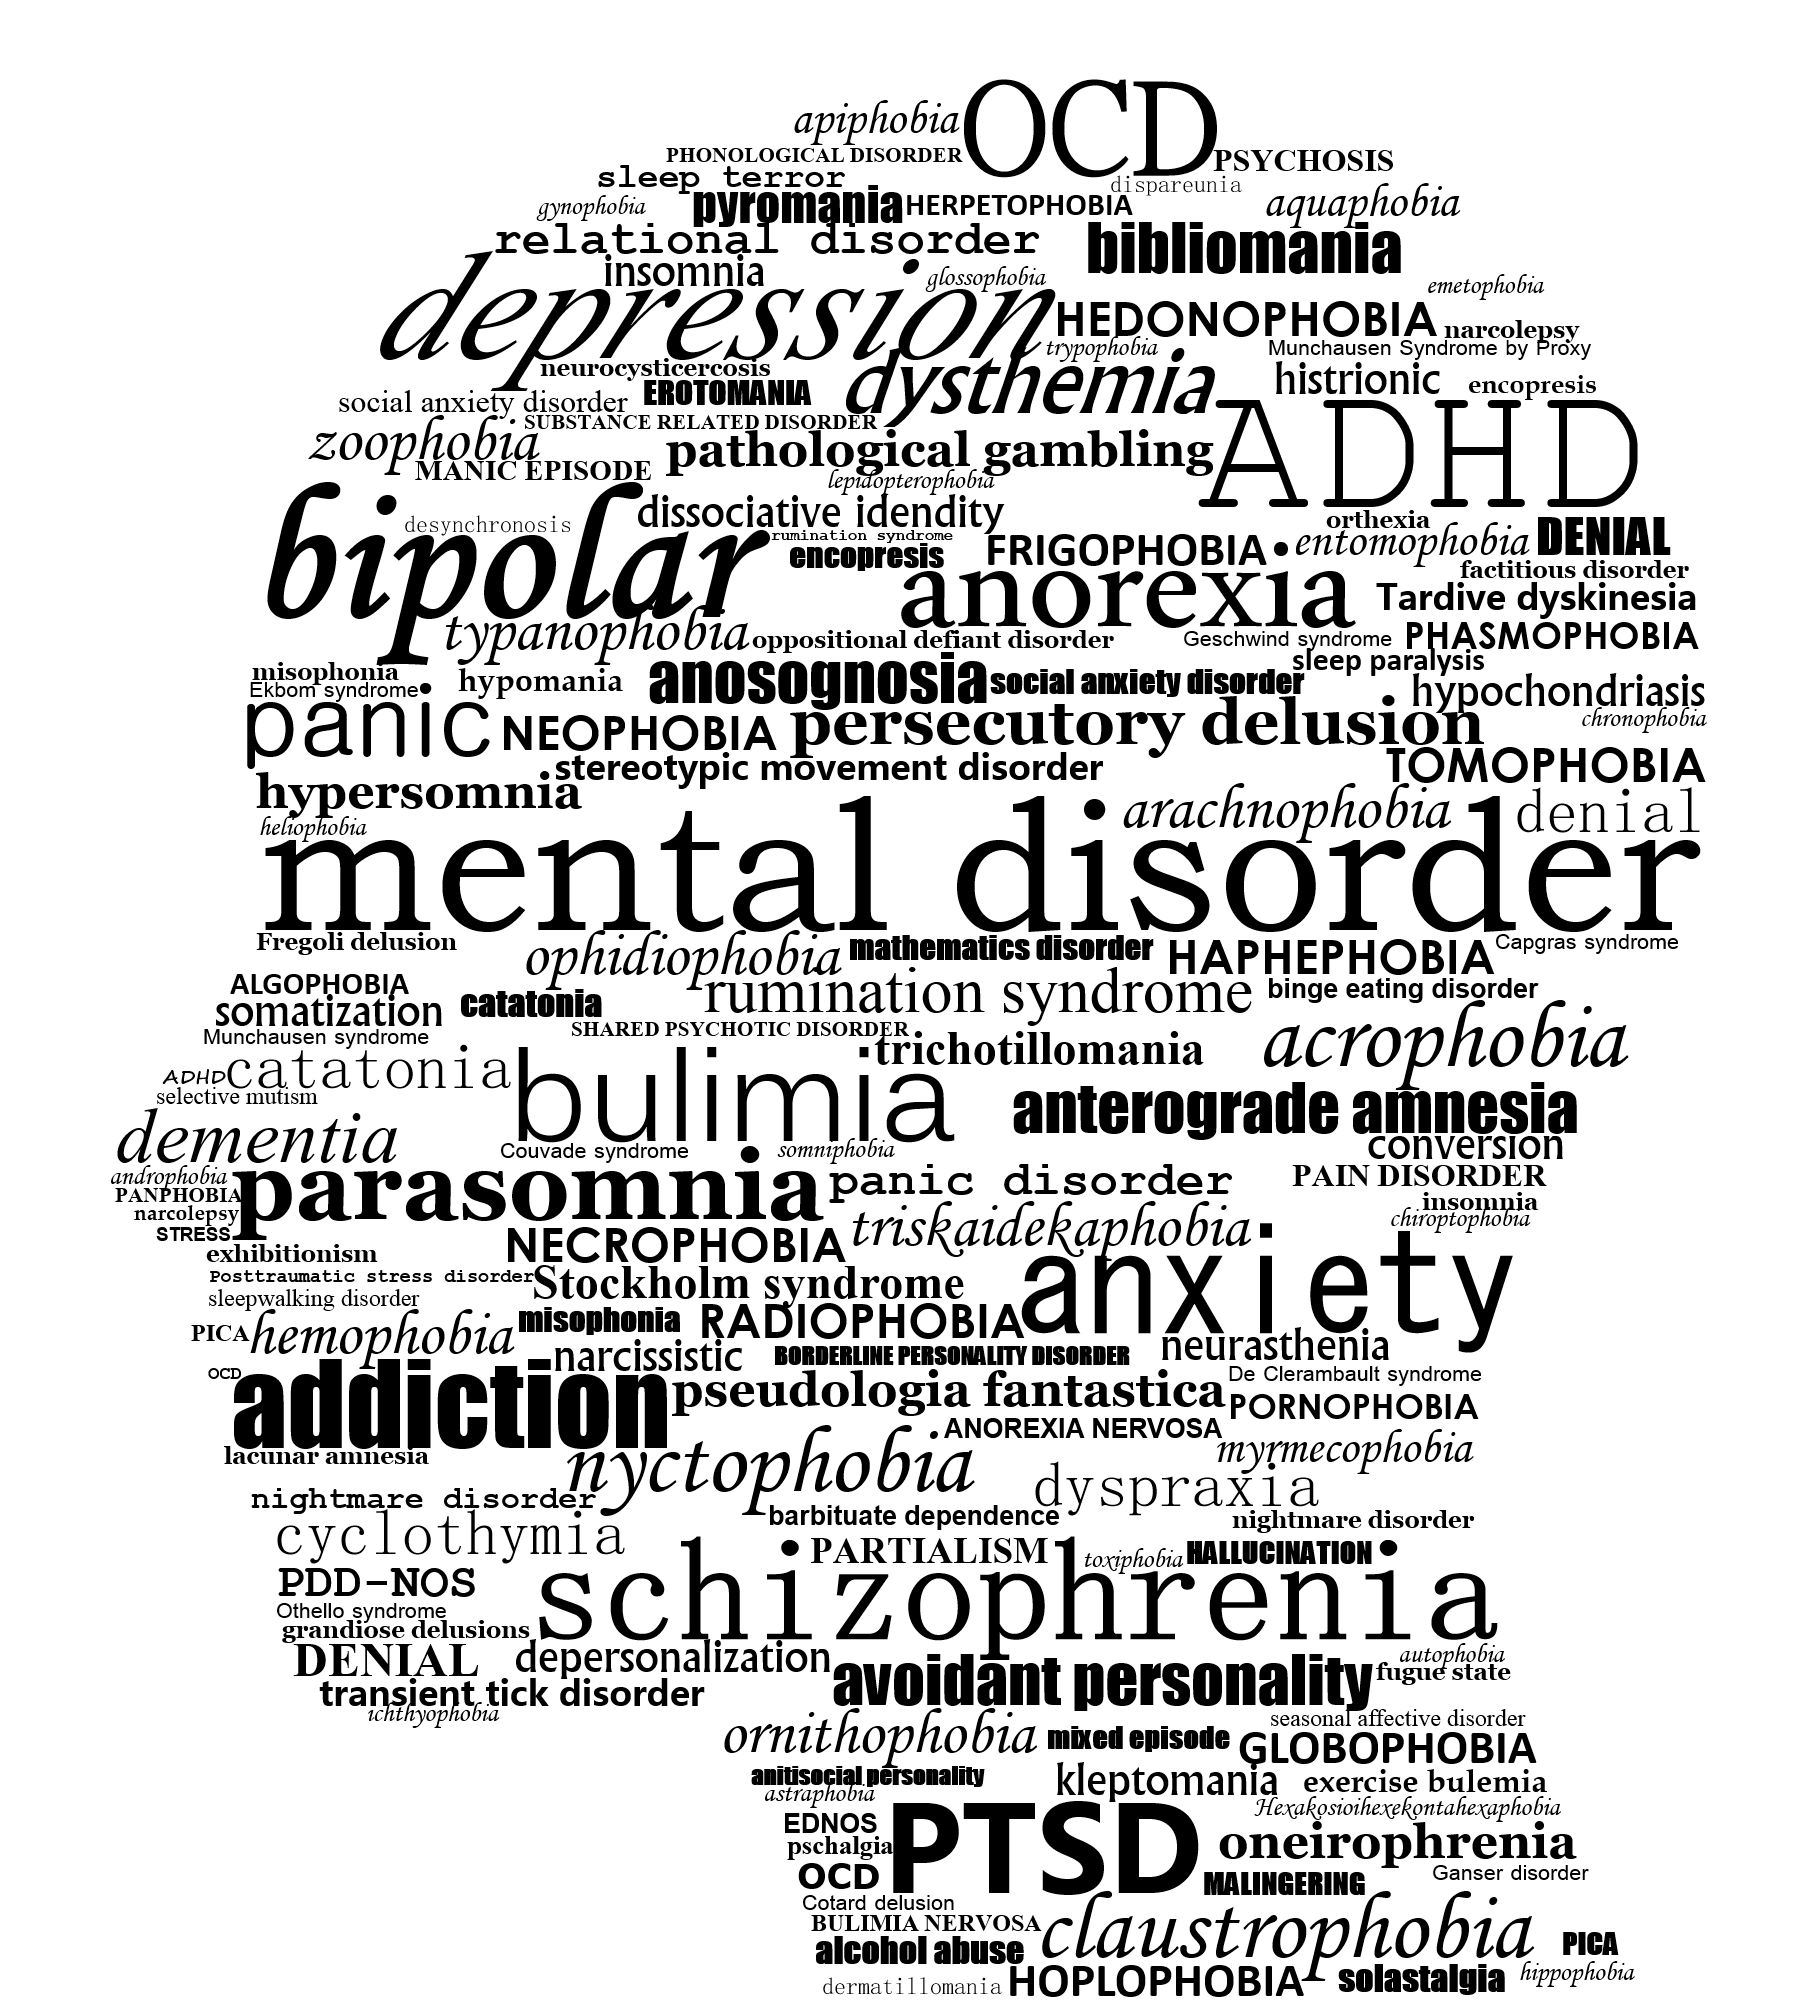 apiphobia
OCD
PHONOLOGICAL DISORDER
PSYCHOSIS
sleep terror
dispareunia
gynophobia
pyromania
HERPETOPHOBIA
aquaphobia
relational disorder
bibliomania
insomnia
glossophobia
emetophobia
depression
HEDONOPHOBIA
narcolepsy
trypophobia
Munchausen Syndrome by Proxy
neurocysticercosis
dysthemia
histrionic
encopresis
social anxiety disorder
EROTOMANIA
ADHD
SUBSTANCE RELATED DISORDER
zoophobia
pathological gambling
MANIC EPISODE
lepidopterophobia
bipolar
desynchronosis
dissociative idendity
orthexia
rumination syndrome
encopresis
FRIGOPHOBIA
entomophobia
DENIAL
anorexia
factitious disorder
Tardive dyskinesia
typanophobia
oppositional defiant disorder
Geschwind syndrome
PHASMOPHOBIA
misophonia
sleep paralysis
Ekbom syndrome
hypomania
anosognosia
social anxiety disorder
hypochondriasis
panic
NEOPHOBIA
persecutory delusion
chronophobia
stereotypic movement disorder
TOMOPHOBIA
hypersomnia
arachnophobia
denial
heliophobia
mental disorder
Fregoli delusion
ophidiophobia
mathematics disorder
HAPHEPHOBIA
Capgras syndrome
ALGOPHOBIA
rumination syndrome
binge eating disorder
somatization
catatonia
Munchausen syndrome
SHARED PSYCHOTIC DISORDER
trichotillomania
acrophobia
ADHD
catatonia
bulimia
selective mutism
anterograde amnesia
dementia
Couvade syndrome
somniphobia
conversion
androphobia
parasomnia
panic disorder
PAIN DISORDER
PANPHOBIA
narcolepsy
insomnia
STRESS
triskaidekaphobia
chiroptophobia
exhibitionism
NECROPHOBIA
anxiety
Posttraumatic stress disorder
Stockholm syndrome
sleepwalking disorder
PICA
hemophobia
misophonia
RADIOPHOBIA
neurasthenia
OCD
narcissistic
BORDERLINE PERSONALITY DISORDER
De Clerambault syndrome
addiction
pseudologia fantastica
PORNOPHOBIA
ANOREXIA NERVOSA
lacunar amnesia
nyctophobia
myrmecophobia
nightmare disorder
dyspraxia
barbituate dependence
nightmare disorder
cyclothymia
PARTIALISM
toxiphobia
HALLUCINATION
PDD-NOS
schizophrenia
Othello syndrome
grandiose delusions
DENIAL
depersonalization
autophobia
avoidant personality
fugue state
transient tick disorder
ichthyophobia
ornithophobia
mixed episode
seasonal affective disorder
GLOBOPHOBIA
anitisocial personality
kleptomania
exercise bulemia
astraphobia
EDNOS
PTSD
Hexakosioihexekontahexaphobia
pschalgia
oneirophrenia
OCD
MALINGERING
Ganser disorder
Cotard delusion
BULIMIA NERVOSA
claustrophobia
alcohol abuse
PICA
dermatillomania
HOPLOPHOBIA
solastalgia
hippophobia